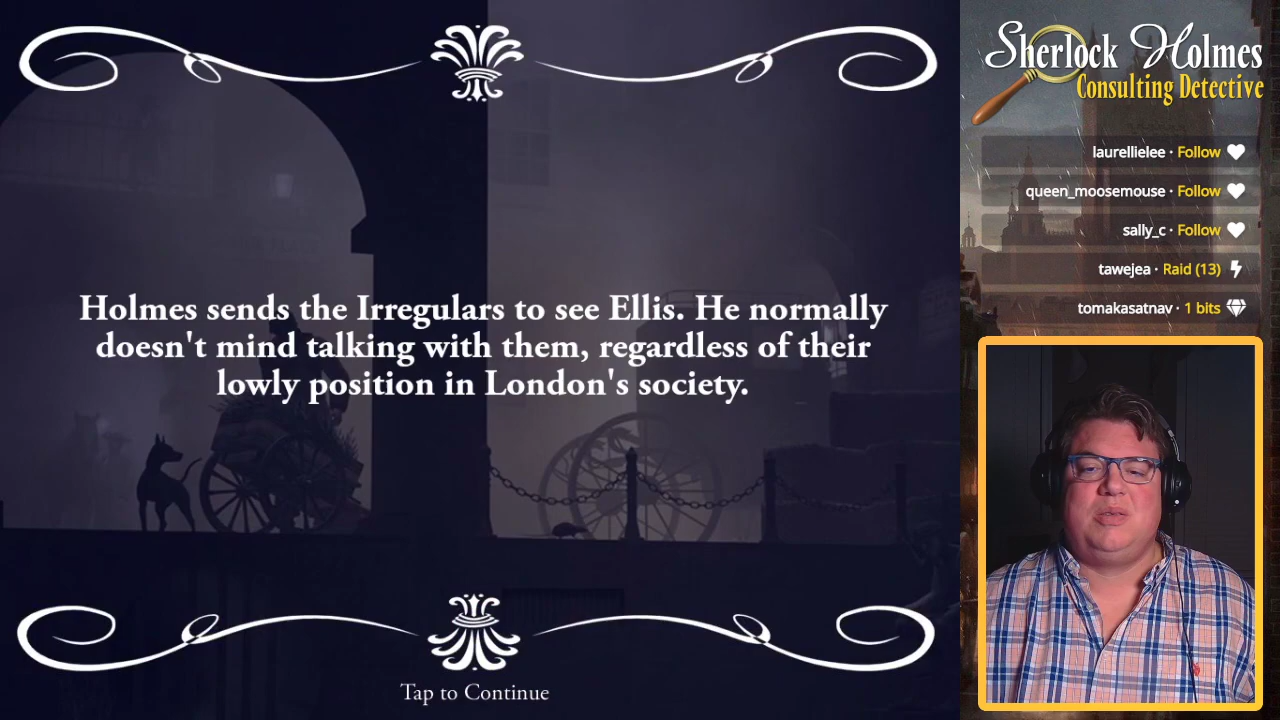 Holmes sends the Irregulars to see Ellis. He normally
doesn't mind talking with them, regardless of their
lowly position in London's society.
Tap to Continue
Sherlock Holmes
Consulting Detective
laurellielee · Follow
queen_moosemouse · Follow
sally_c · Follow
tawejea · Raid (13)
tomakasatnav · 1 bits